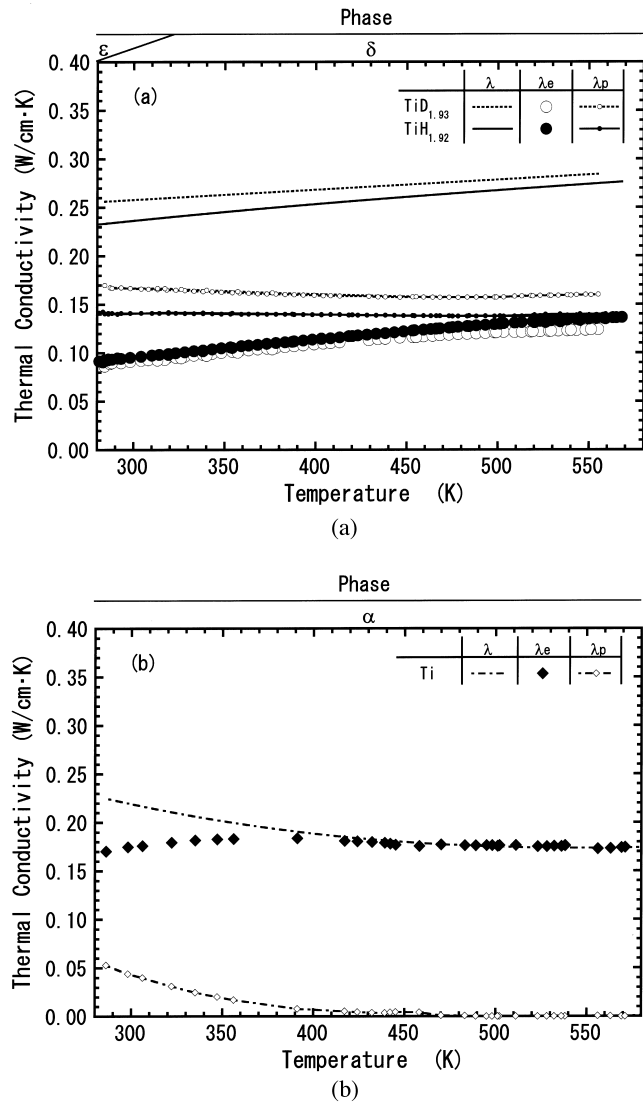 Phase
ε δ
0.40
(a)
λ λe λp
TiD1.93
TiH1.92
0.35
0.30
0.25
0.20
0.15
0.10
0.05
0.00
Thermal Conductivity (W/cm·K)
300 350 400 450 500 550
Temperature (K)
(a)
Phase
α
0.40
(b)
λ λe λp
Ti
0.35
0.30
0.25
0.20
0.15
0.10
0.05
0.00
Thermal Conductivity (W/cm·K)
300 350 400 450 500 550
Temperature (K)
(b)